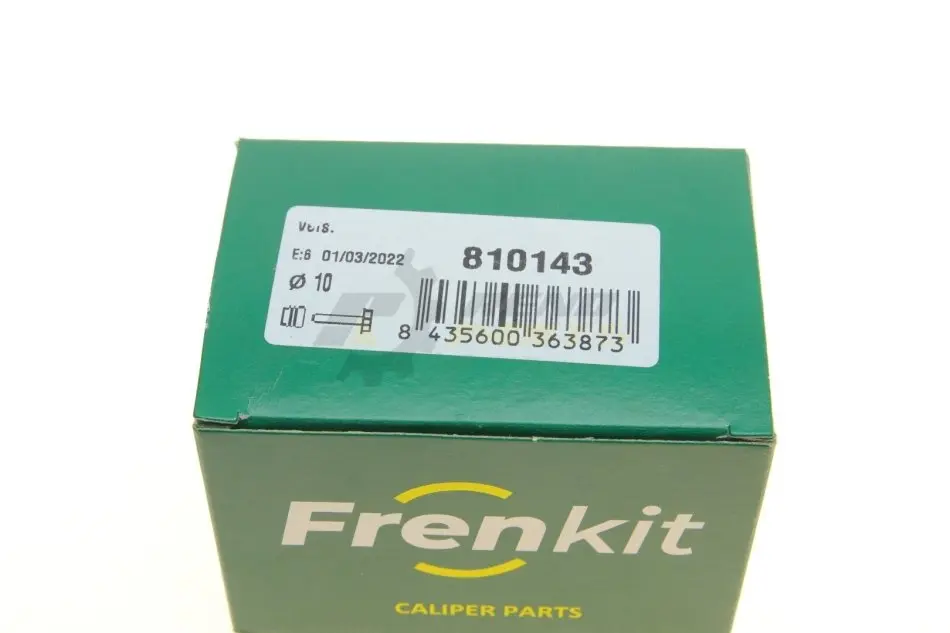 Vers.
E:6 01/03/2022
810143
Ø 10
8 435600 363873
Frenkit
CALIPER PARTS